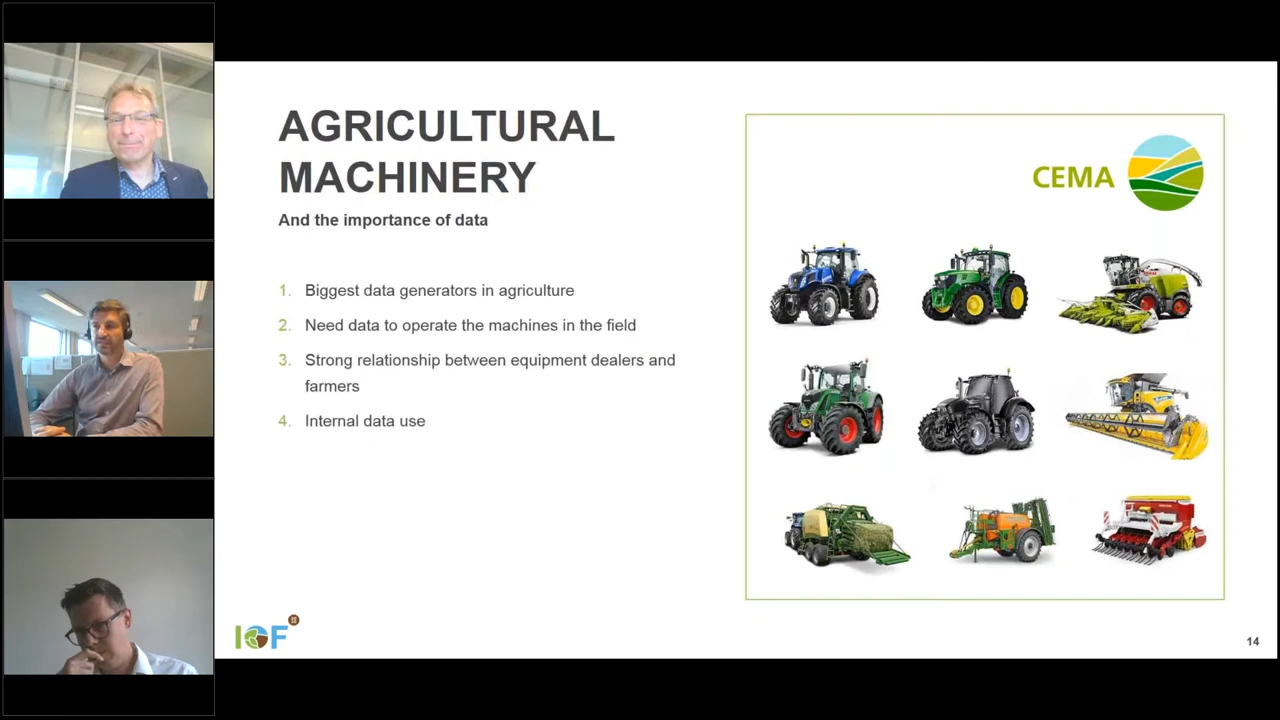 AGRICULTURAL
MACHINERY
And the importance of data
1. Biggest data generators in agriculture
2. Need data to operate the machines in the field
3. Strong relationship between equipment dealers and
farmers
4. Internal data use
CEMA
IOF
14